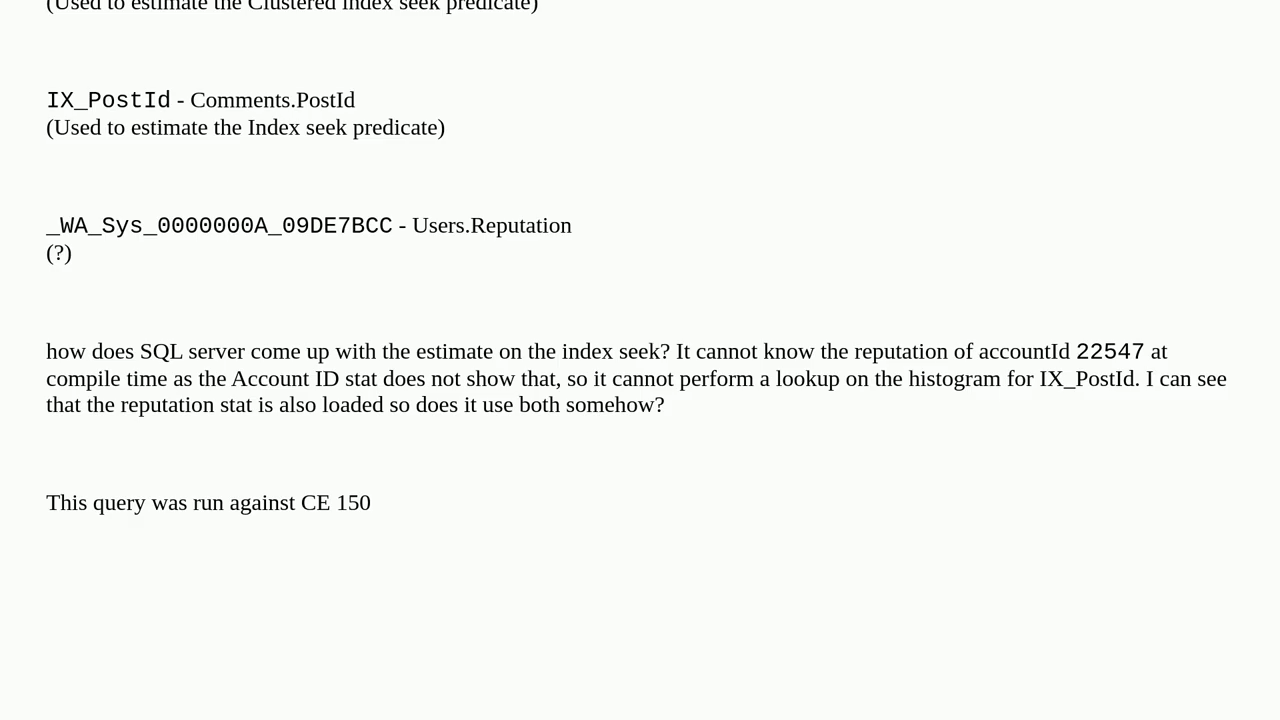 (Used to estimate the Clustered index seek predicate)
IX_PostId - Comments.PostId
(Used to estimate the Index seek predicate)
_WA_Sys_0000000A_09DE7BCC - Users.Reputation
(?)
how does SQL server come up with the estimate on the index seek? It cannot know the reputation of accountId 22547 at
compile time as the Account ID stat does not show that, so it cannot perform a lookup on the histogram for IX_PostId. I can see
that the reputation stat is also loaded so does it use both somehow?
This query was run against CE 150